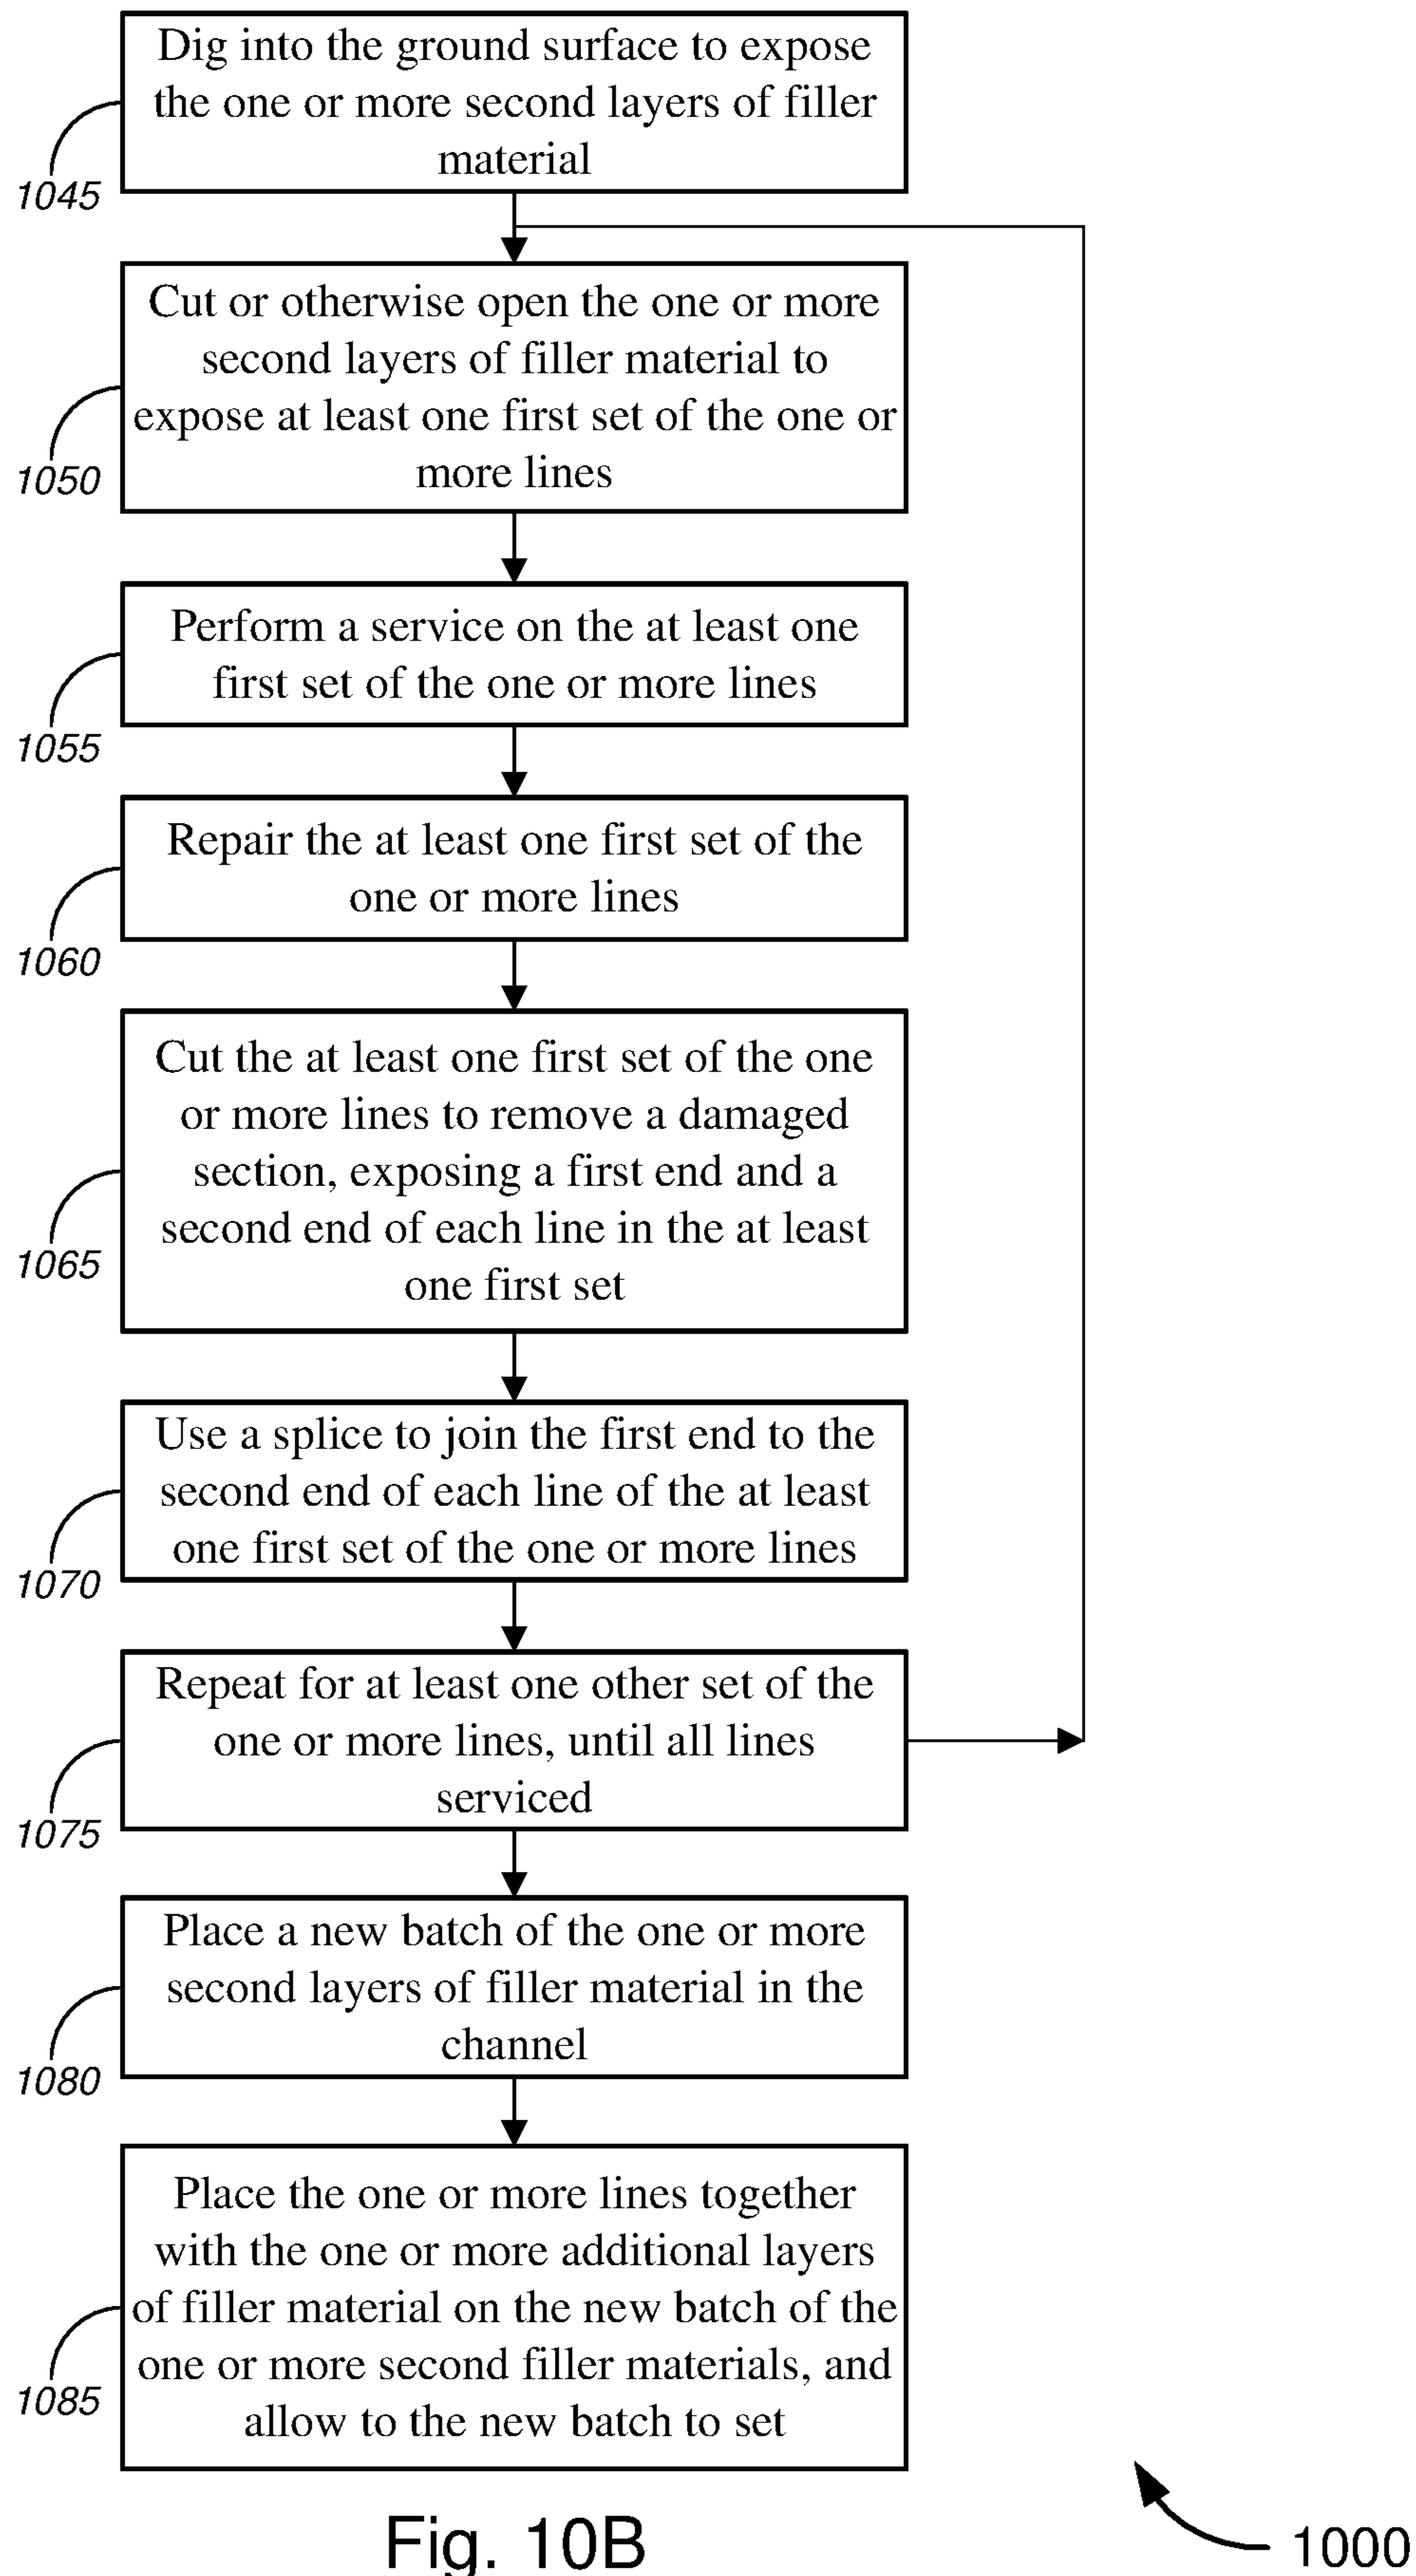 Dig into the ground surface to expose
the one or more second layers of filler
material
1045
Cut or otherwise open the one or more
second layers of filler material to
expose at least one first set of the one or
more lines
1050
Perform a service on the at least one
first set of the one or more lines
1055
Repair the at least one first set of the
one or more lines
1060
Cut the at least one first set of the one
or more lines to remove a damaged
section, exposing a first end and a
second end of each line in the at least
one first set
1065
Use a splice to join the first end to the
second end of each line of the at least
one first set of the one or more lines
1070
Repeat for at least one other set of the
one or more lines, until all lines
serviced
1075
Place a new batch of the one or more
second layers of filler material in the
channel
1080
Place the one or more lines together
with the one or more additional layers
of filler material on the new batch of the
one or more second filler materials, and
allow to the new batch to set
1085
Fig. 10B
1000